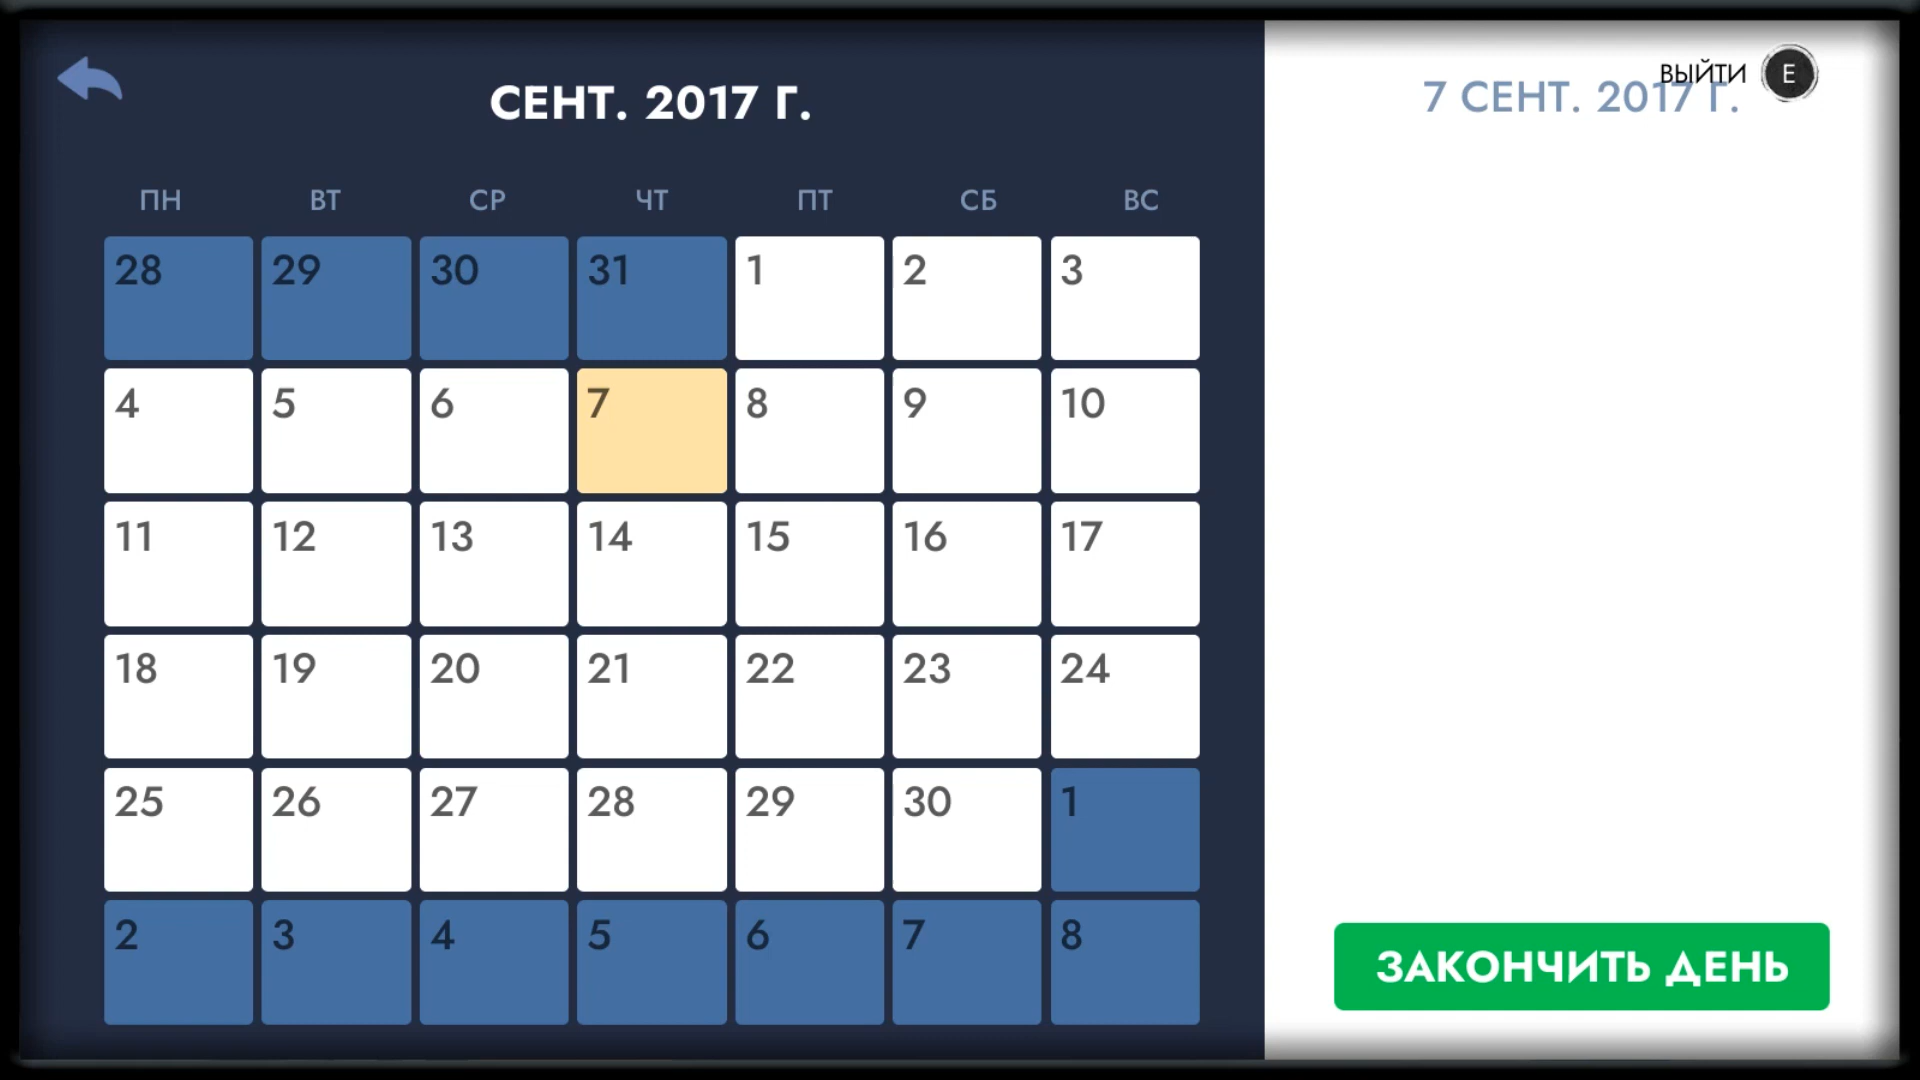 СЕНТ. 2017 Г.
ПН ВТ СР ЧТ ПТ СБ ВС
28 29 30 31 1 2 3
4 5 6 7 8 9 10
11 12 13 14 15 16 17
18 19 20 21 22 23 24
25 26 27 28 29 30 1
2 3 4 5 6 7 8
ВЫЙТИ E
7 СЕНТ. 2017 Г.
ЗАКОНЧИТЬ ДЕНЬ